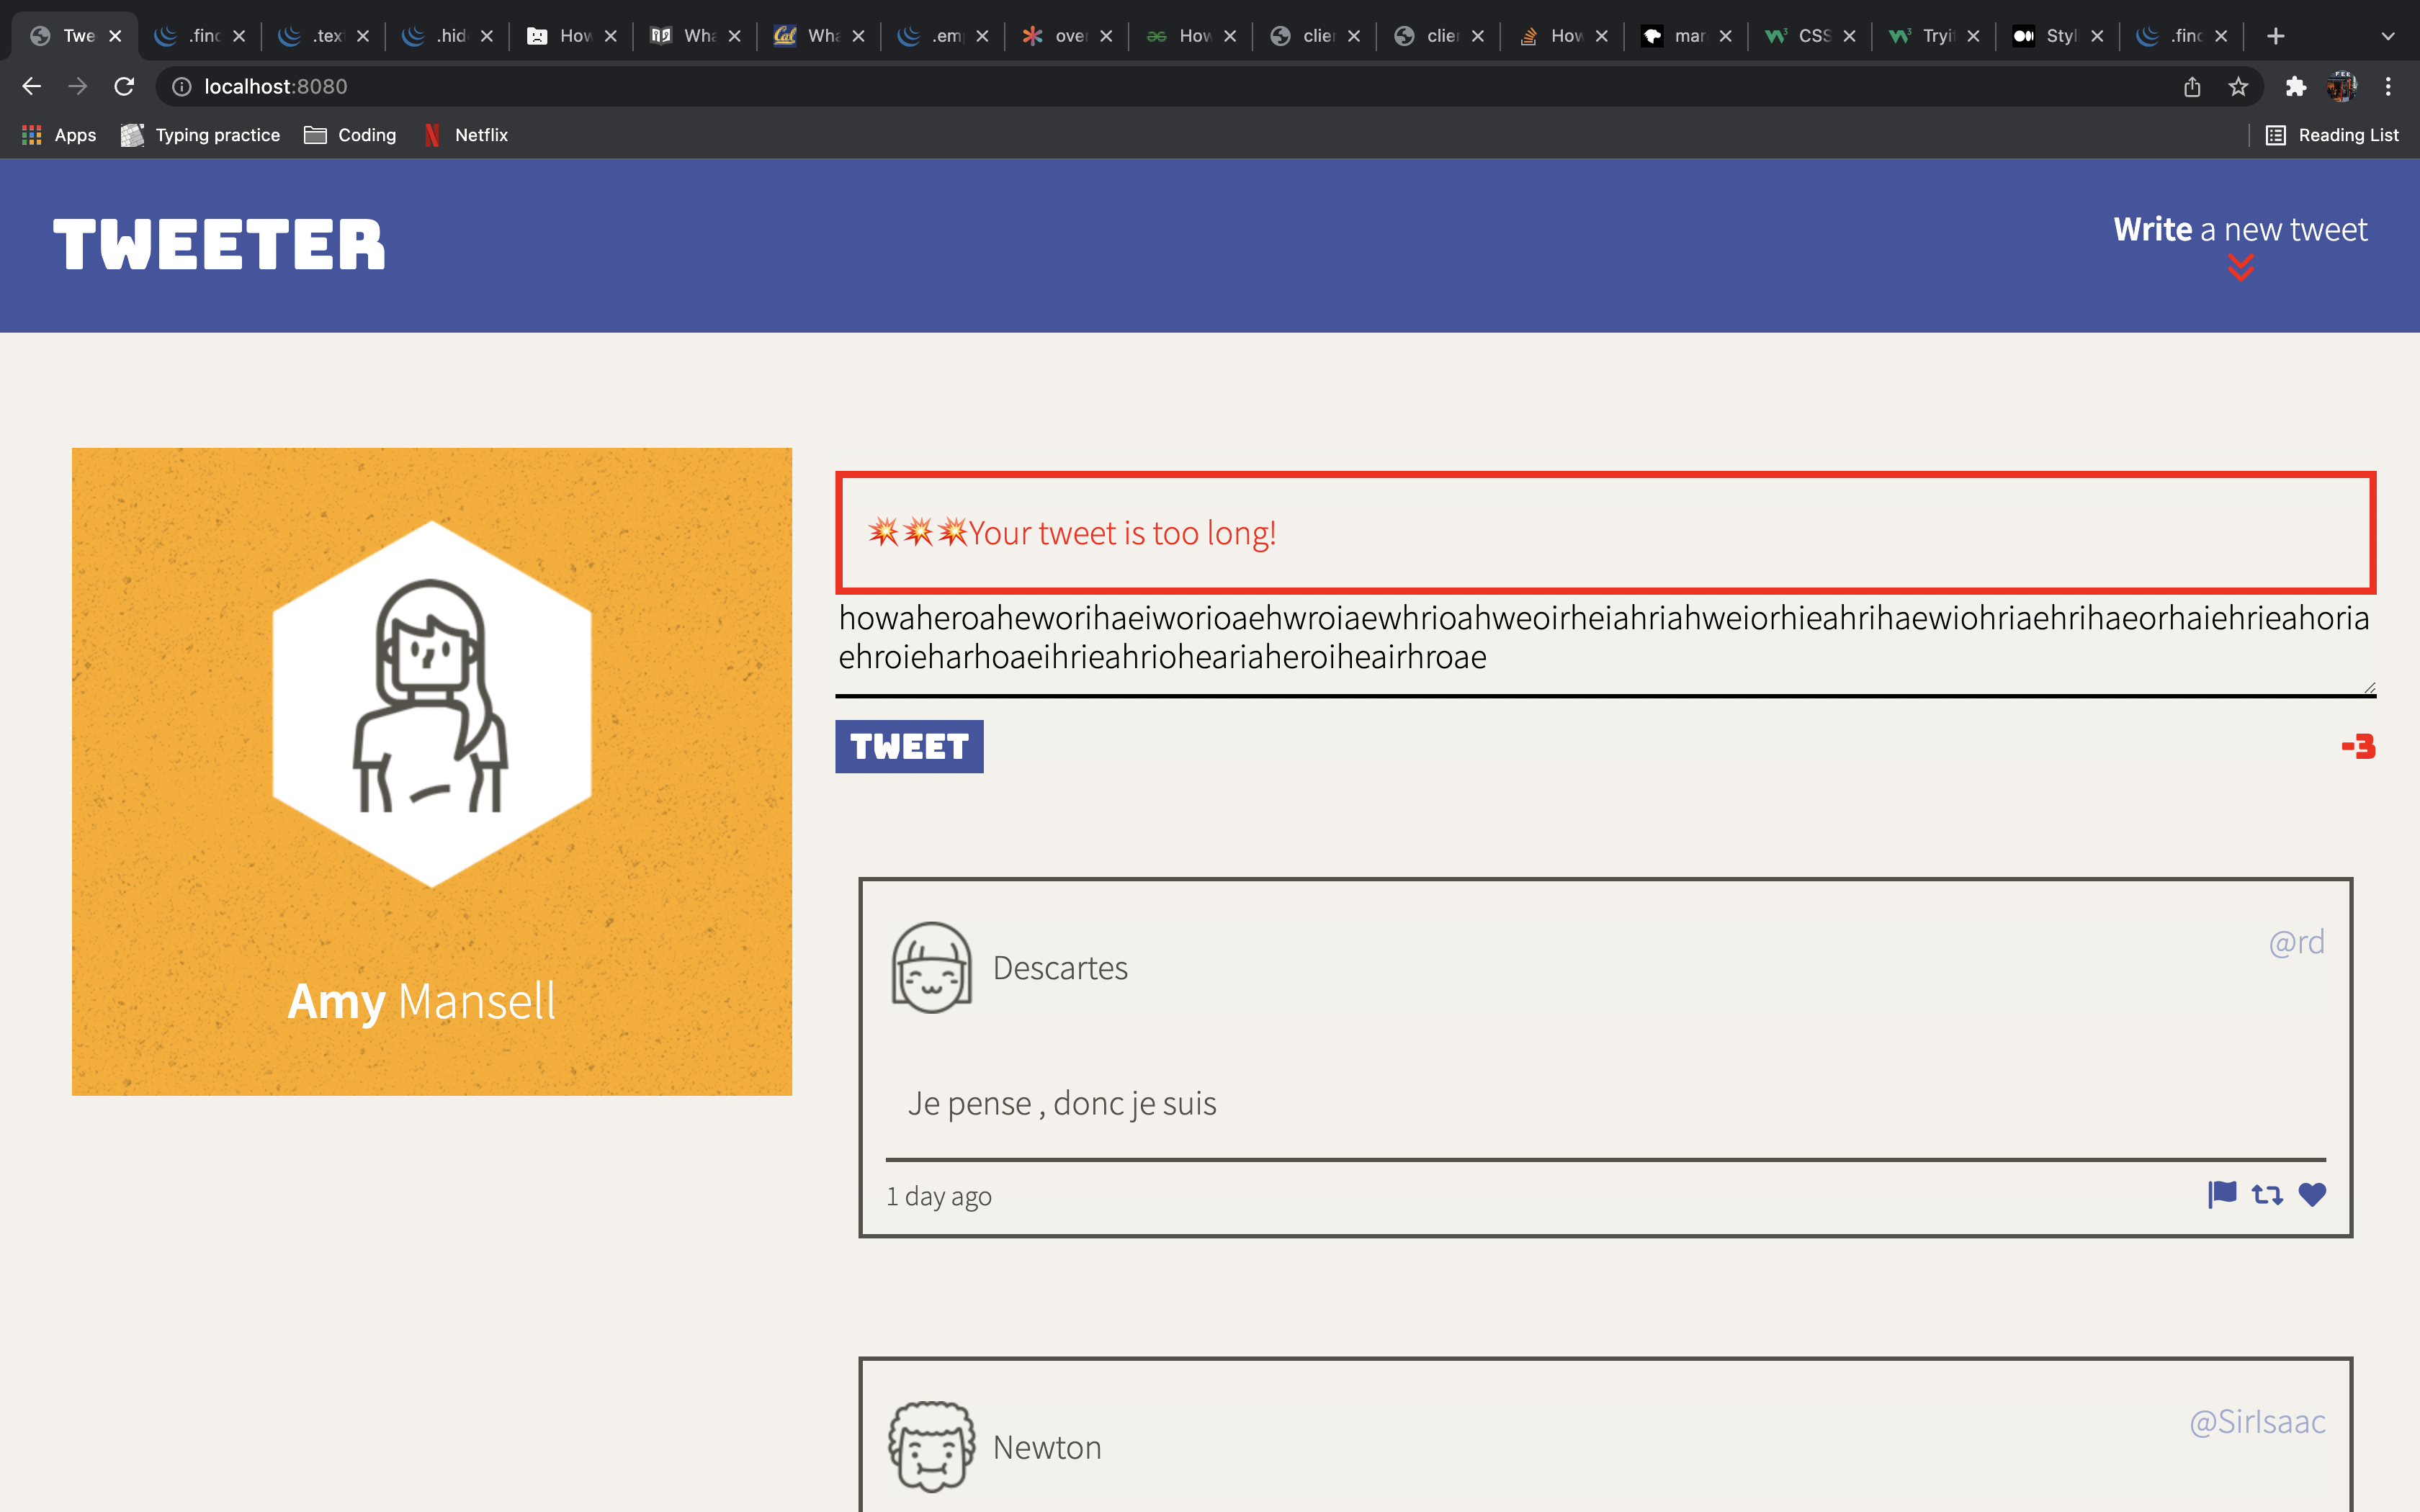 Twe .finc .tex .hid How Wha Wha .em over How clier clier How mar CSS Tryi Styl .finc
localhost:8080
Apps Typing practice Coding Netflix Reading List
TWEETER
Write a new tweet
💥💥💥Your tweet is too long!
howaheroaheworihaeiworioaehwroiaewhrioahweoirheiahriahweiorhieahrihaewiohriaehrihaeorhaiehrieahoria
ehroieharhoaeihrieahrioheariaheroiheairhroae
TWEET -3
Amy Mansell
Descartes @rd
Je pense , donc je suis
1 day ago
Newton @SirIsaac